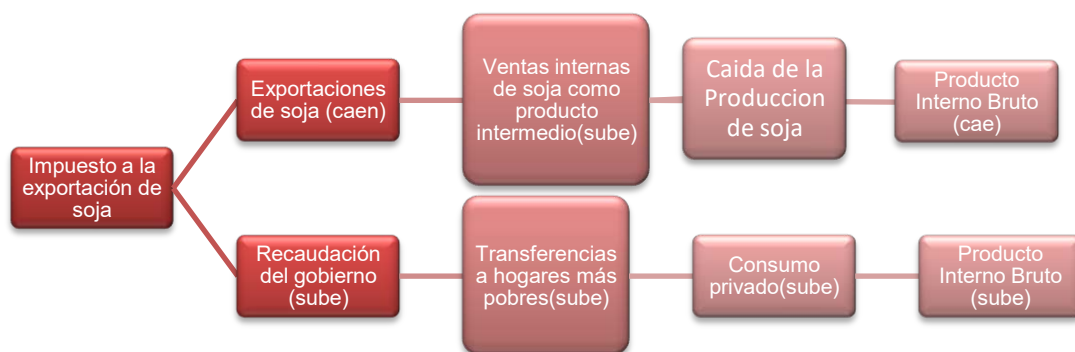 Impuesto a la
exportación de
soja
Exportaciones
de soja (caen)
Ventas internas
de soja como
producto
intermedio(sube)
Caida de la
Produccion
de soja
Producto
Interno Bruto
(cae)
Recaudación
del gobierno
(sube)
Transferencias
a hogares más
pobres(sube)
Consumo
privado(sube)
Producto
Interno Bruto
(sube)